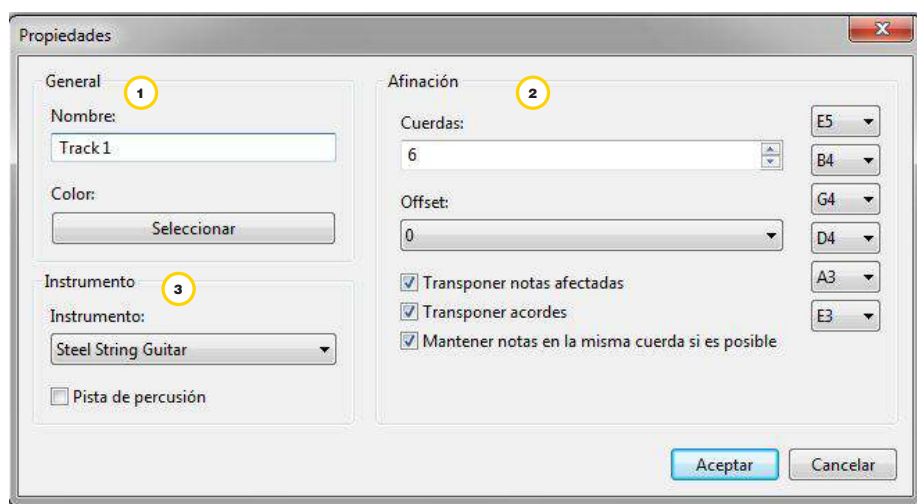 Propiedades
General
1
Nombre:
Track 1
Color:
Seleccionar
Instrumento
3
Instrumento:
Steel String Guitar
Pista de percusión
Afinación
2
Cuerdas:
6
Offset:
0
Transponer notas afectadas
Transponer acordes
Mantener notas en la misma cuerda si es posible
E5
B4
G4
D4
A3
E3
Aceptar
Cancelar